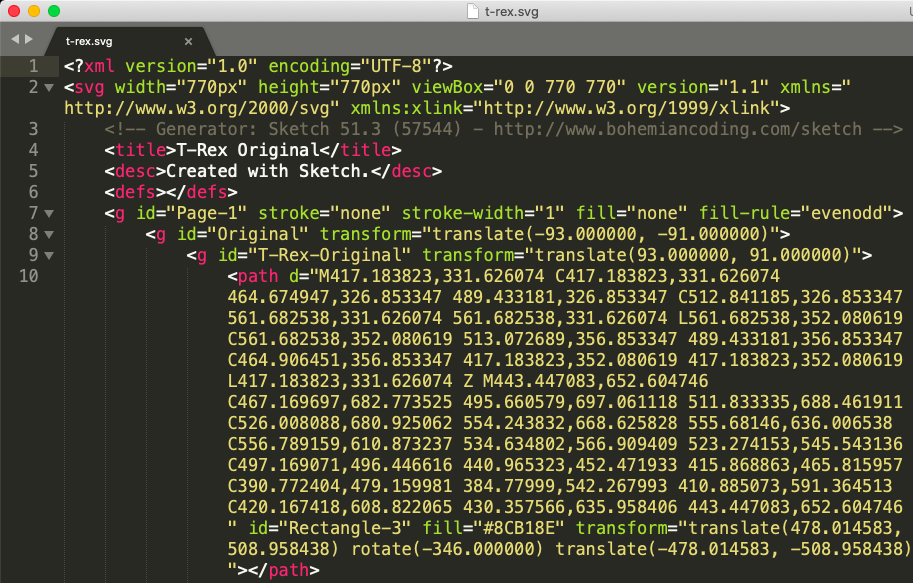 t-rex.svg
t-rex.svg ×
1 <?xml version="1.0" encoding="UTF-8"?>
2 <svg width="770px" height="770px" viewBox="0 0 770 770" version="1.1" xmlns="
http://www.w3.org/2000/svg" xmlns:xlink="http://www.w3.org/1999/xlink">
3 <!-- Generator: Sketch 51.3 (57544) - http://www.bohemiancoding.com/sketch -->
4 <title>T-Rex Original</title>
5 <desc>Created with Sketch.</desc>
6 <defs></defs>
7 <g id="Page-1" stroke="none" stroke-width="1" fill="none" fill-rule="evenodd">
8 <g id="Original" transform="translate(-93.000000, -91.000000)">
9 <g id="T-Rex-Original" transform="translate(93.000000, 91.000000)">
10 <path d="M417.183823,331.626074 C417.183823,331.626074
464.674947,326.853347 489.433181,326.853347 C512.841185,326.853347
561.682538,331.626074 561.682538,331.626074 L561.682538,352.080619
C561.682538,352.080619 513.072689,356.853347 489.433181,356.853347
C464.906451,356.853347 417.183823,352.080619 417.183823,352.080619
L417.183823,331.626074 Z M443.447083,652.604746
C467.169697,682.773525 495.660579,697.061118 511.833335,688.461911
C526.008088,680.925062 554.243832,668.625828 555.68146,636.006538
C556.789159,610.873237 534.634802,566.909409 523.274153,545.543136
C497.169071,496.446616 440.965323,452.471933 415.868863,465.815957
C390.772404,479.159981 384.77999,542.267993 410.885073,591.364513
C420.167418,608.822065 430.357566,635.958406 443.447083,652.604746
" id="Rectangle-3" fill="#8CB18E" transform="translate(478.014583,
508.958438) rotate(-346.000000) translate(-478.014583, -508.958438)
"></path>